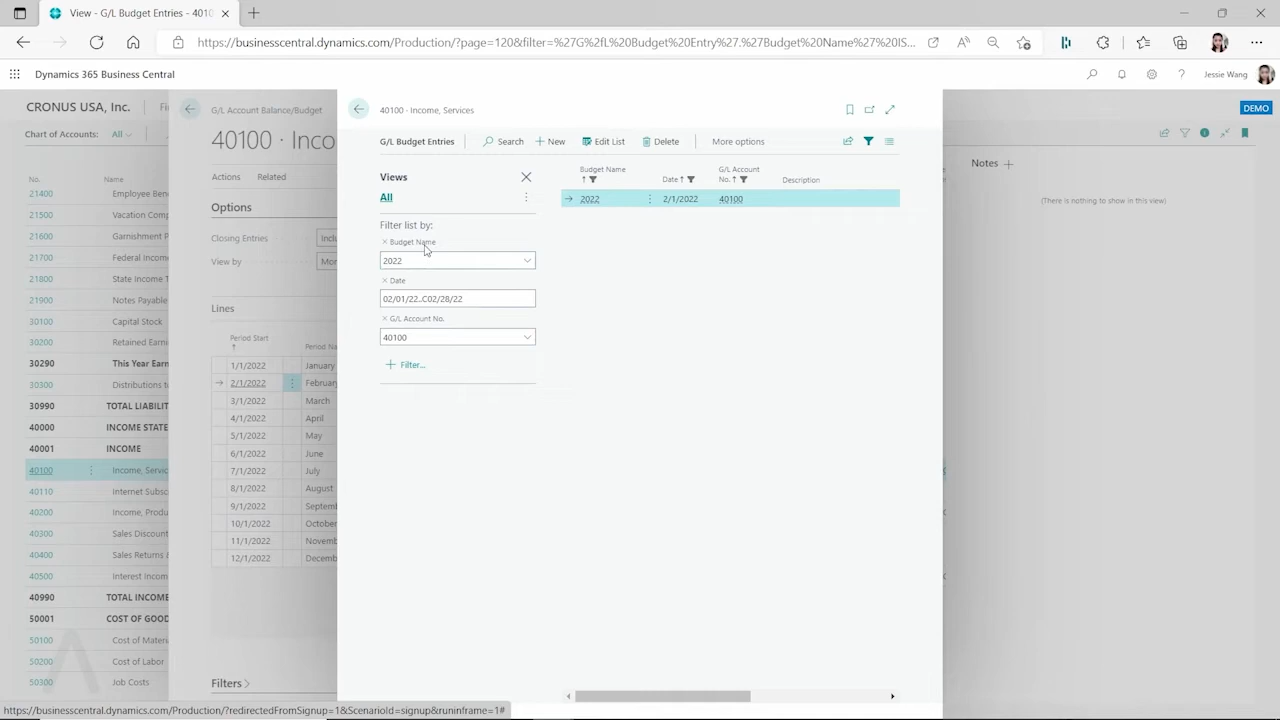 View - G/L Budget Entries - 4010
https://businesscentral.dynamics.com/Production/?page=120&filter=%27G%2fL%20Budget%20Entry%27.%27Budget%20Name%27%20IS...
Dynamics 365 Business Central
Jessie Wang
CRONUS USA, Inc.
Fi
DEMO
Chart of Accounts:
All
No.
Name
21400 Employee Benef
21500 Vacation Comp
21600 Garnishment P
21700 Federal Incom
21800 State Income T
21900 Notes Payable
30100 Capital Stock
30200 Retained Earni
30290 This Year Earn
30300 Distributions to
30990 TOTAL LIABILIT
40000 INCOME STATE
40001 INCOME
40100 Income, Servic
40110 Internet Subsc
40200 Income, Produ
40300 Sales Discount
40400 Sales Returns &
40500 Interest Incom
40990 TOTAL INCOME
50001 COST OF GOOD
50100 Cost of Materia
50200 Cost of Labor
50300 Job Costs
G/L Account Balance/Budget
40100 · Inco
Actions Related
Options
Closing Entries
Inclu
View by
Mon
Lines
Period Start
Period Na
1/1/2022 January
2/1/2022 February
3/1/2022 March
4/1/2022 April
5/1/2022 May
6/1/2022 June
7/1/2022 July
8/1/2022 August
9/1/2022 Septemb
10/1/2022 October
11/1/2022 Novemb
12/1/2022 Decembe
Filters
40100 · Income, Services
G/L Budget Entries Search New Edit List Delete More options
Views
All
Filter list by:
Budget Name
2022
Date
02/01/22..C02/28/22
G/L Account No.
40100
Filter...
Budget Name
Date
G/L Account No.
Description
2022 2/1/2022 40100
Notes
(There is nothing to show in this view)
https://businesscentral.dynamics.com/Production/?redirectedFromSignup=1&ScenarioId=signup&runinframe=1#